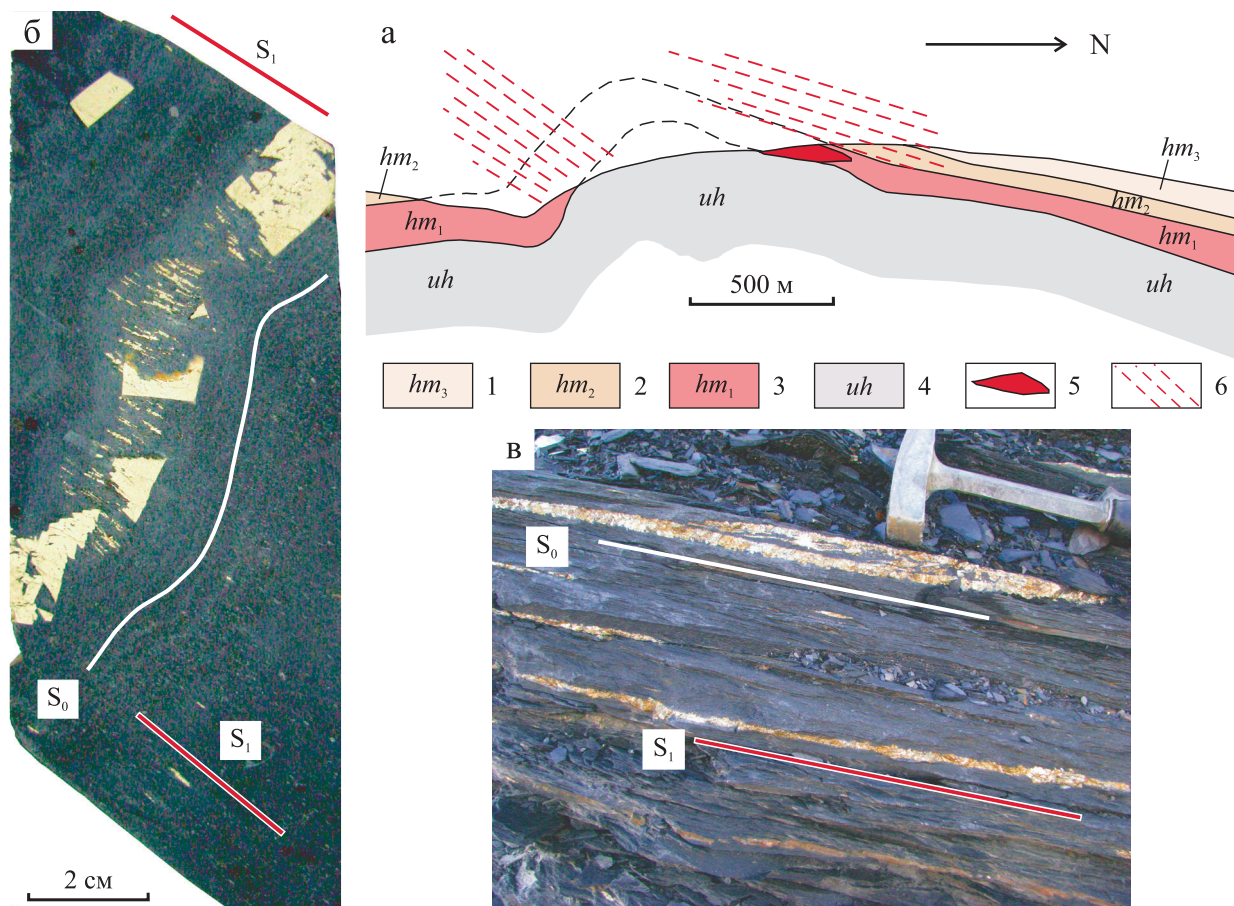 б
S₁
S₀
S₁
2 см
а
N
hm₂
hm₁
uh
uh
hm₃
hm₂
hm₁
uh
500 м
hm₃ 1
hm₂ 2
hm₁ 3
uh 4
5
6
в
S₀
S₁